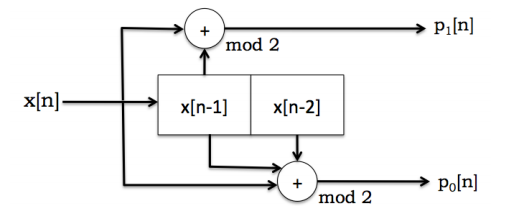 +
p₁[n]
mod 2
x[n]
x[n-1]
x[n-2]
+
p₀[n]
mod 2